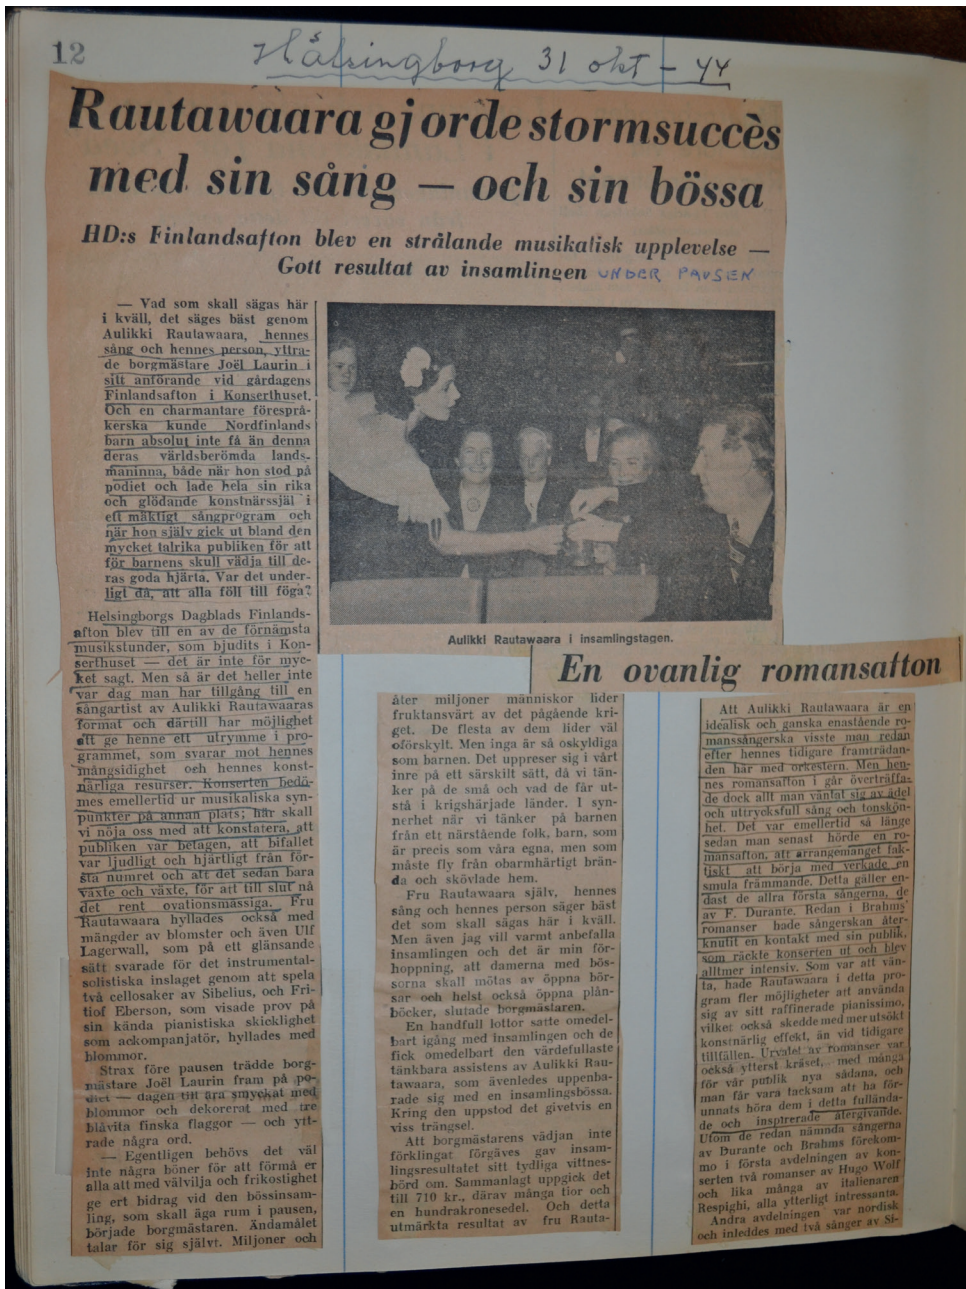 12
Hälsingborg 31 okt - 44
Rautawaara gjorde stormsuccès
med sin sång — och sin bössa
HD:s Finlandsafton blev en strålande musikalisk upplevelse —
Gott resultat av insamlingen UNDER PAUSEN
— Vad som skall sägas här
i kväll, det säges bäst genom
Aulikki Rautawaara, hennes
sång och hennes person, yttra-
de borgmästare Joël Laurin i
sitt anförande vid gårdagens
Finlandsafton i Konserthuset.
Och en charmantare föresprå-
kerska kunde Nordfinlands
barn absolut inte få än denna
deras världsberömda lands-
maninna, både när hon stod på
podiet och lade hela sin rika
och glödande konstnärssjäl i
ett mäktigt sångprogram och
när hon själv gick ut bland den
mycket talrika publiken för att
för barnens skull vädja till de-
ras goda hjärta. Var det under-
ligt då, att alla föll till föga?
Helsingborgs Dagblads Finlands-
afton blev till en av de förnämsta
musikstunder, som bjudits i Kon-
serthuset — det är inte för myc-
ket sagt. Men så är det heller inte
var dag man har tillgång till en
sångartist av Aulikki Rautawaaras
format och därtill har möjlighet
att ge henne ett utrymme i pro-
grammet, som svarar mot hennes
mångsidighet och hennes konst-
närliga resurser. Konserten bedö-
mes emellertid ur musikaliska syn-
punkter på annan plats; här skall
vi nöja oss med att konstatera, att
publiken var betagen, att bifallet
var ljudligt och hjärtligt från för-
sta numret och att det sedan bara
växte och växte, för att till slut nå
det rent ovationsmässiga. Fru
Rautawaara hyllades också med
mängder av blomster och även Ulf
Lagerwall, som på ett glänsande
sätt svarade för det instrumental-
solistiska inslaget genom att spela
två cellosaker av Sibelius, och Fri-
tiof Eberson, som visade prov på
sin kända pianistiska skicklighet
som ackompanjatör, hyllades med
blommor.
Strax före pausen trädde borg-
mästare Joël Laurin fram på po-
diet — dagen till ära smyckat med
blommor och dekorerat med tre
blåvita finska flaggor — och ytt-
rade några ord.
— Egentligen behövs det väl
inte några böner för att förmå er
alla att med välvilja och frikostighet
ge ert bidrag vid den bössinsam-
ling, som skall äga rum i pausen,
började borgmästaren. Ändamålet
talar för sig självt. Miljoner och
Aulikki Rautawaara i insamlingstagen.
åter miljoner människor lider
fruktansvärt av det pågående kri-
get. De flesta av dem lider väl
oförskylt. Men inga är så oskyldiga
som barnen. Det uppreser sig i vårt
inre på ett särskilt sätt, då vi tän-
ker på de små och vad de får ut-
stå i krigshärjade länder. I syn-
nerhet när vi tänker på barnen
från ett närstående folk, barn, som
är precis som våra egna, men som
måste fly från obarmhärtigt brän-
da och skövlade hem.
Fru Rautawaara själv, hennes
sång och hennes person säger bäst
det som skall sägas här i kväll.
Men även jag vill varmt anbefalla
insamlingen och det är min för-
hoppning, att damerna med bös-
sorna skall mötas av öppna bör-
sar och helst också öppna plån-
böcker, slutade borgmästaren.
En handfull lottor satte omedel-
bart igång med insamlingen och de
fick omedelbart den värdefullaste
tänkbara assistens av Aulikki Rau-
tawaara, som ävenledes uppenba-
rade sig med en insamlingsbössa.
Kring den uppstod det givetvis en
viss trängsel.
Att borgmästarens vädjan inte
förklingat förgäves gav insam-
lingsresultatet sitt tydliga vittnes-
börd om. Sammanlagt uppgick det
till 710 kr., därav många tior och
en hundrakronesedel. Och detta
utmärkta resultat av fru Rauta-
En ovanlig romansafton
Att Aulikki Rautawaara är en
idealisk och ganska enastående ro-
manssångerska visste man redan
efter hennes tidigare framträdan-
den här med orkestern. Men hen-
nes romansafton i går överträffa-
de dock allt man väntat sig av ädel
och uttrycksfull sång och tonskön-
het. Det var emellertid så länge
sedan man senast hörde en ro-
mansafton, att arrangemanget fak-
tiskt att börja med verkade en
smula främmande. Detta gäller en-
dast de allra första sångerna, de
av F. Durante. Redan i Brahms'
romanser hade sångerskan åter-
knutit en kontakt med sin publik,
som räckte konserten ut och blev
alltmer intensiv. Som var att vän-
ta, hade Rautawaara i detta pro-
gram fler möjligheter att använda
sig av sitt raffinerade pianissimo,
vilket också skedde med mer utsökt
konstnärlig effekt, än vid tidigare
tillfällen. Urvalet av romanser var
också ytterst kräset, med många
för vår publik nya sådana, och
man får vara tacksam att ha för-
unnats höra dem i detta fullända-
de och inspirerade återgivande.
Utom de redan nämnda sångerna
av Durante och Brahms förekom-
mo i första avdelningen av kon-
serten två romanser av Hugo Wolf
och lika många av italienaren
Respighi, alla ytterligt intressanta.
Andra avdelningen var nordisk
och inleddes med två sånger av Si-